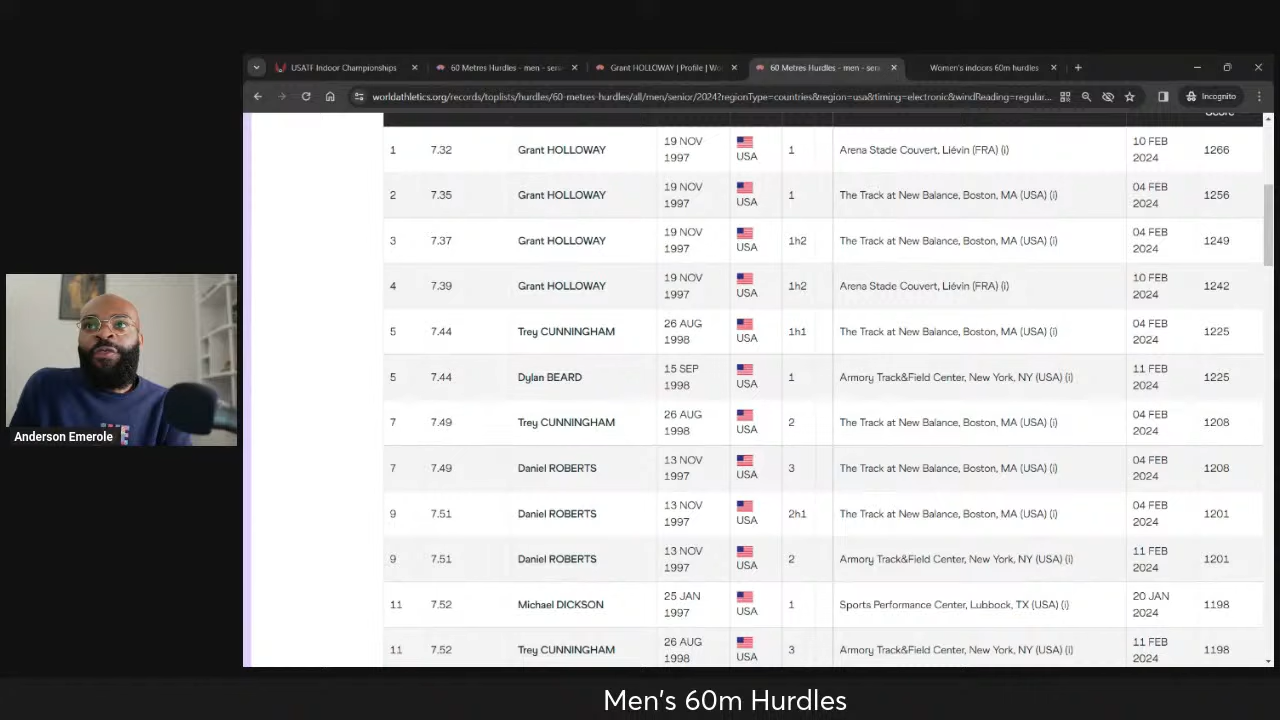 USATF Indoor Championships
60 Metres Hurdles - men - seni
Grant HOLLOWAY | Profile | Wo
60 Metres Hurdles - men - seni
Women's indoors 60m hurdles
worldathletics.org/records/toplists/hurdles/60-metres-hurdles/all/men/senior/2024?regionType=countries&region=usa&timing=electronic&windReading=regular...
Incognito
Score
1 7.32 Grant HOLLOWAY 19 NOV 1997 USA 1 Arena Stade Couvert, Liévin (FRA) (i) 10 FEB 2024 1266
2 7.35 Grant HOLLOWAY 19 NOV 1997 USA 1 The Track at New Balance, Boston, MA (USA) (i) 04 FEB 2024 1256
3 7.37 Grant HOLLOWAY 19 NOV 1997 USA 1h2 The Track at New Balance, Boston, MA (USA) (i) 04 FEB 2024 1249
4 7.39 Grant HOLLOWAY 19 NOV 1997 USA 1h2 Arena Stade Couvert, Liévin (FRA) (i) 10 FEB 2024 1242
5 7.44 Trey CUNNINGHAM 26 AUG 1998 USA 1h1 The Track at New Balance, Boston, MA (USA) (i) 04 FEB 2024 1225
5 7.44 Dylan BEARD 15 SEP 1998 USA 1 Armory Track&Field Center, New York, NY (USA) (i) 11 FEB 2024 1225
7 7.49 Trey CUNNINGHAM 26 AUG 1998 USA 2 The Track at New Balance, Boston, MA (USA) (i) 04 FEB 2024 1208
7 7.49 Daniel ROBERTS 13 NOV 1997 USA 3 The Track at New Balance, Boston, MA (USA) (i) 04 FEB 2024 1208
9 7.51 Daniel ROBERTS 13 NOV 1997 USA 2h1 The Track at New Balance, Boston, MA (USA) (i) 04 FEB 2024 1201
9 7.51 Daniel ROBERTS 13 NOV 1997 USA 2 Armory Track&Field Center, New York, NY (USA) (i) 11 FEB 2024 1201
11 7.52 Michael DICKSON 25 JAN 1997 USA 1 Sports Performance Center, Lubbock, TX (USA) (i) 20 JAN 2024 1198
11 7.52 Trey CUNNINGHAM 26 AUG 1998 USA 3 Armory Track&Field Center, New York, NY (USA) (i) 11 FEB 2024 1198
Anderson Emerole
Men's 60m Hurdles